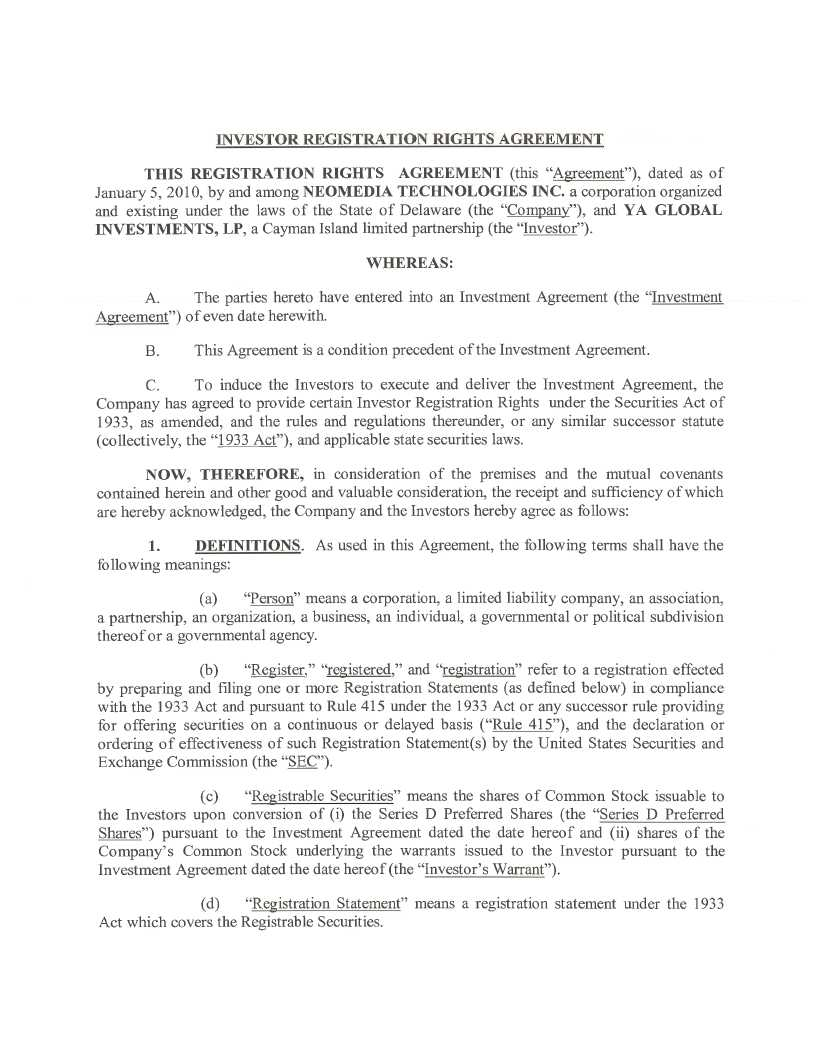 INVESTOR REGISTRATION RIGHTS AGREEMENT
THIS REGISTRATION RIGHTS AGREEMENT (this “Agreement”), dated as of
January 5, 2010, by and among NEOMEDIA TECHNOLOGIES INC. a corporation organized
and existing under the laws of the State of Delaware (the “Company”), and YA GLOBAL
INVESTMENTS, LP, a Cayman Island limited partnership (the “Investor”).
WHEREAS:
A. The parties hereto have entered into an Investment Agreement (the “Investment
Agreement”) of even date herewith.
B. This Agreement is a condition precedent of the Investment Agreement.
C. To induce the Investors to execute and deliver the Investment Agreement, the
Company has agreed to provide certain Investor Registration Rights under the Securities Act of
1933, as amended, and the rules and regulations thereunder, or any similar successor statute
(collectively, the “1933 Act”), and applicable state securities laws.
NOW, THEREFORE, in consideration of the premises and the mutual covenants
contained herein and other good and valuable consideration, the receipt and sufficiency of which
are hereby acknowledged, the Company and the Investors hereby agree as follows:
1. DEFINITIONS. As used in this Agreement, the following terms shall have the
following meanings:
(a) “Person” means a corporation, a limited liability company, an association,
a partnership, an organization, a business, an individual, a governmental or political subdivision
thereof or a governmental agency.
(b) “Register,” “registered,” and “registration” refer to a registration effected
by preparing and filing one or more Registration Statements (as defined below) in compliance
with the 1933 Act and pursuant to Rule 415 under the 1933 Act or any successor rule providing
for offering securities on a continuous or delayed basis (“Rule 415”), and the declaration or
ordering of effectiveness of such Registration Statement(s) by the United States Securities and
Exchange Commission (the “SEC”).
(c) “Registrable Securities” means the shares of Common Stock issuable to
the Investors upon conversion of (i) the Series D Preferred Shares (the “Series D Preferred
Shares”) pursuant to the Investment Agreement dated the date hereof and (ii) shares of the
Company’s Common Stock underlying the warrants issued to the Investor pursuant to the
Investment Agreement dated the date hereof (the “Investor’s Warrant”).
(d) “Registration Statement” means a registration statement under the 1933
Act which covers the Registrable Securities.